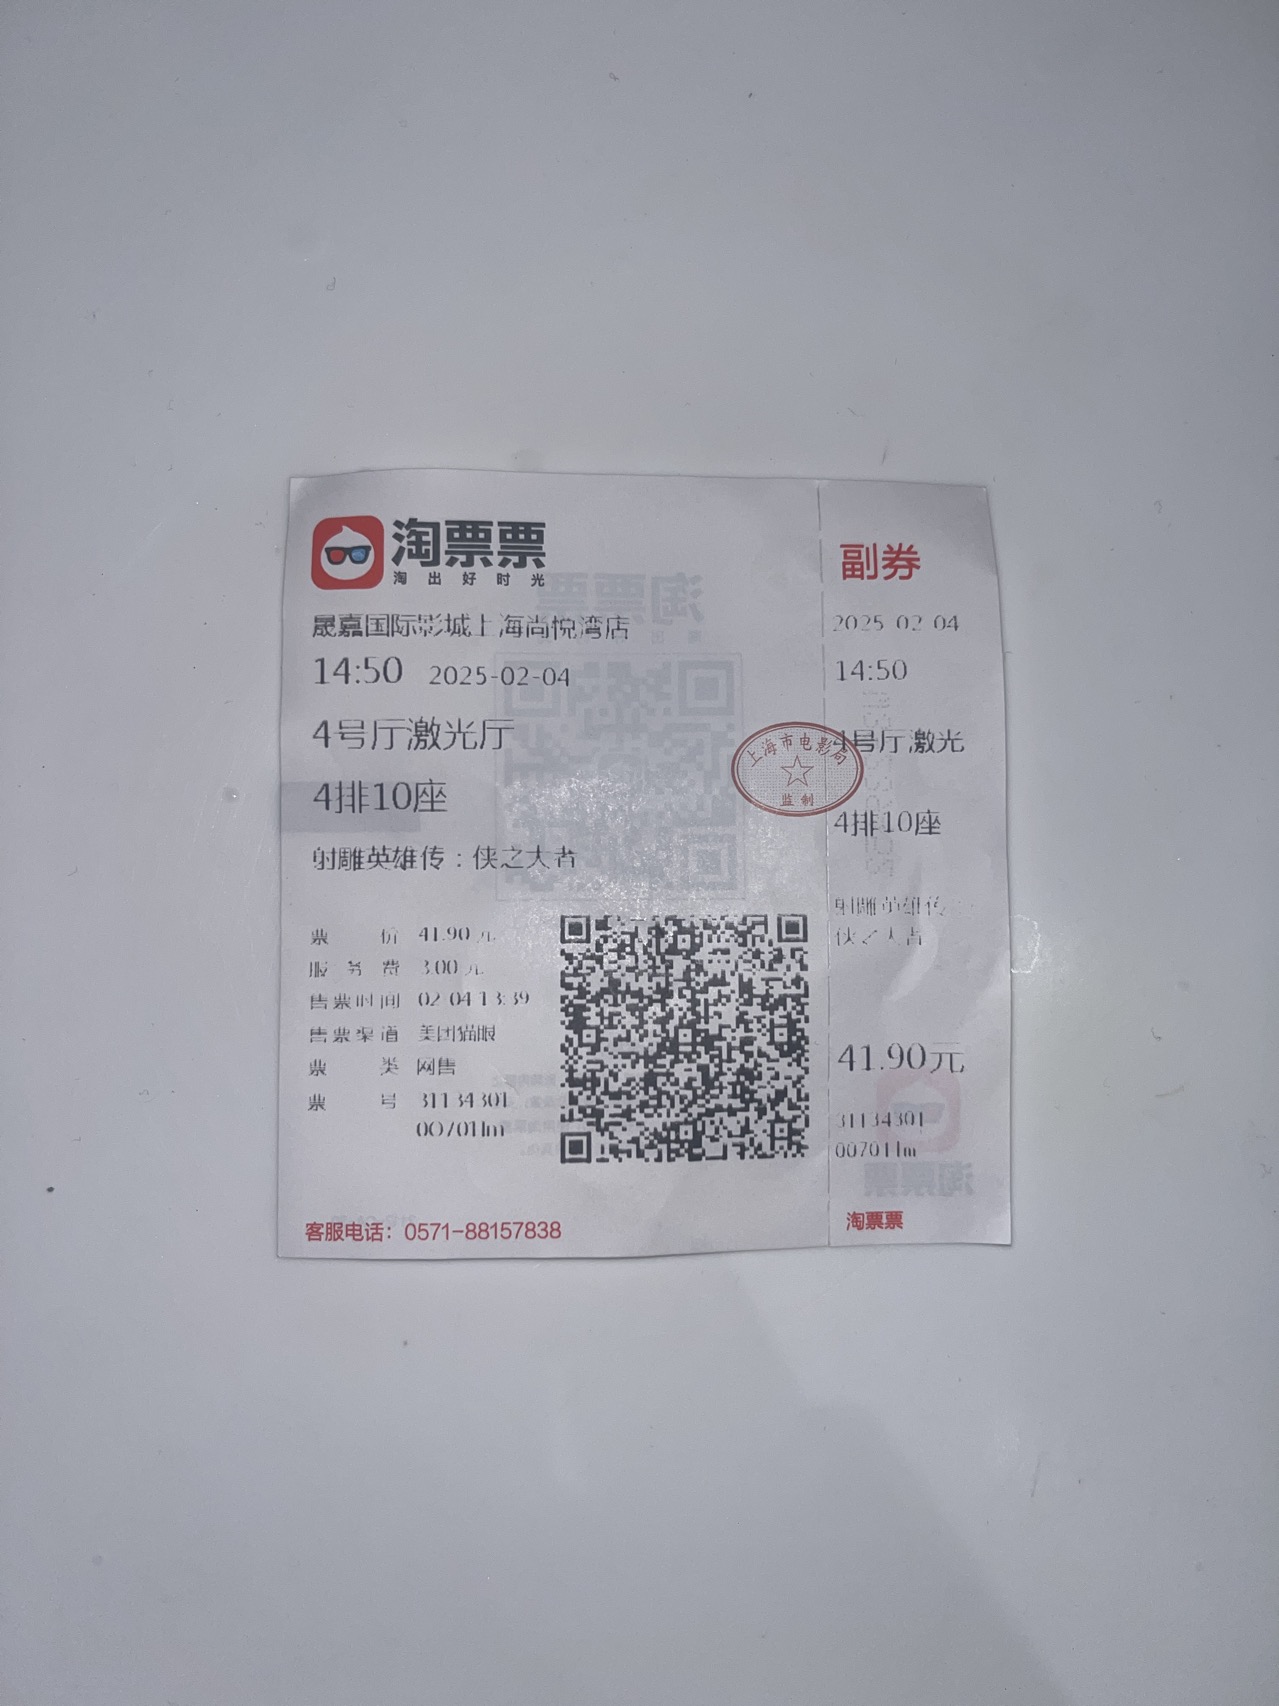 淘票票
淘出好时光
晟嘉国际影城上海尚悦湾店
14:50 2025-02-04
4号厅激光厅
4排10座
射雕英雄传：侠之大者
票价 41.90元
服务费 3.00元
售票时间 02-04 13:39
售票渠道 美团猫眼
票类 网售
票号 31134301
00701lm
客服电话：0571-88157838
上海市电影局
监制
副券
2025-02-04
14:50
4号厅激光
4排10座
射雕英雄传：
侠之大者
41.90元
31134301
00701lm
淘票票